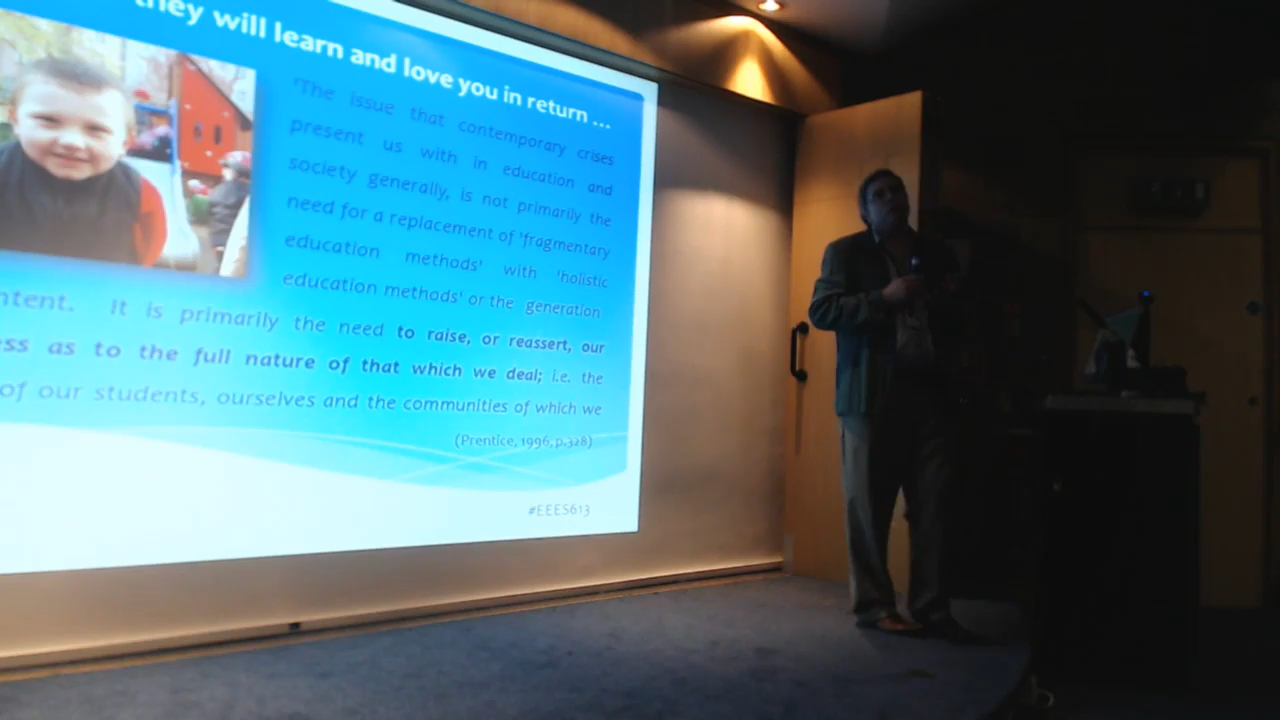 they will learn and love you in return ...
'The issue that contemporary crises
present us with in education and
society generally, is not primarily the
need for a replacement of 'fragmentary
education methods' with 'holistic
education methods' or the generation
It is primarily the need to raise, or reassert, our
as to the full nature of that which we deal; i.e. the
of our students, ourselves and the communities of which we
(Prentice, 1996, p.328)
#EEES613